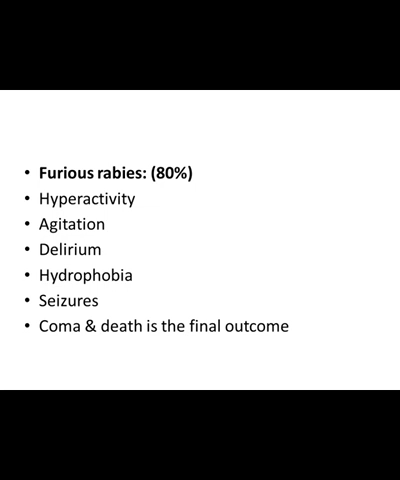 • Furious rabies: (80%)
• Hyperactivity
• Agitation
• Delirium
• Hydrophobia
• Seizures
• Coma & death is the final outcome